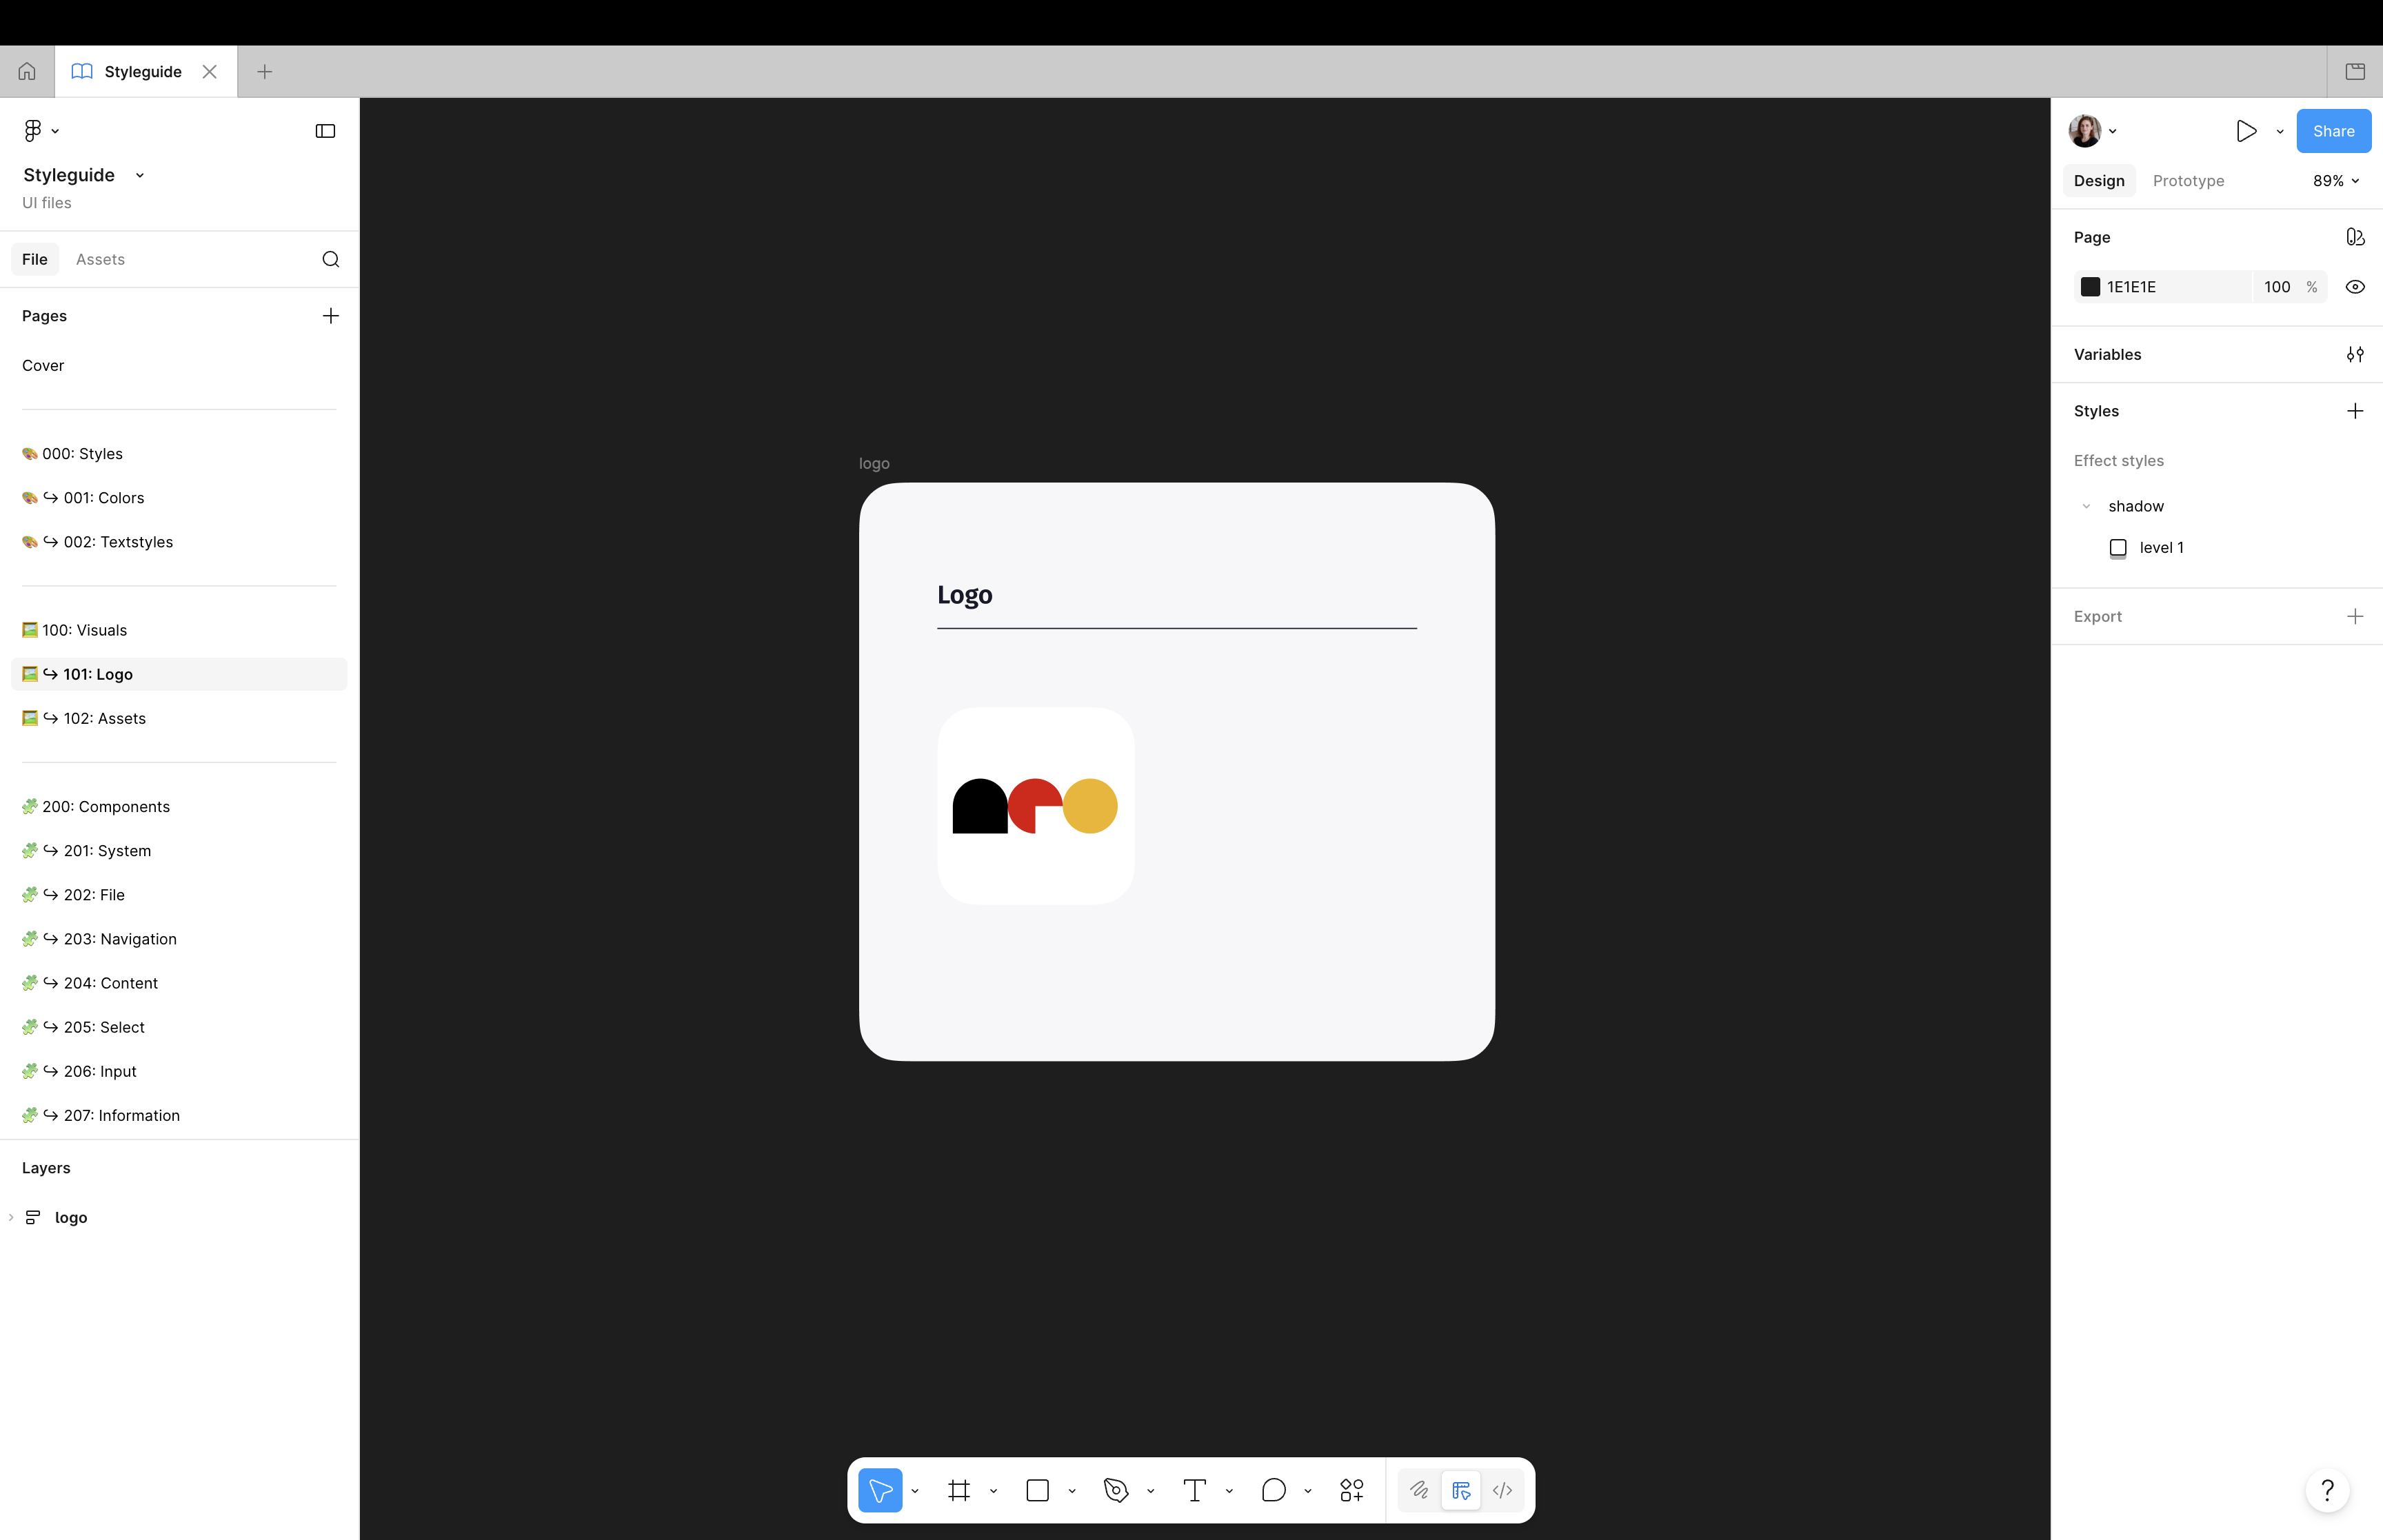 Styleguide
Styleguide
UI files
File Assets
Pages
Cover
000: Styles
↪ 001: Colors
↪ 002: Textstyles
100: Visuals
↪ 101: Logo
↪ 102: Assets
200: Components
↪ 201: System
↪ 202: File
↪ 203: Navigation
↪ 204: Content
↪ 205: Select
↪ 206: Input
↪ 207: Information
Layers
logo
logo
Logo
Share
Design Prototype 89%
Page
1E1E1E 100 %
Variables
Styles
Effect styles
shadow
level 1
Export
?